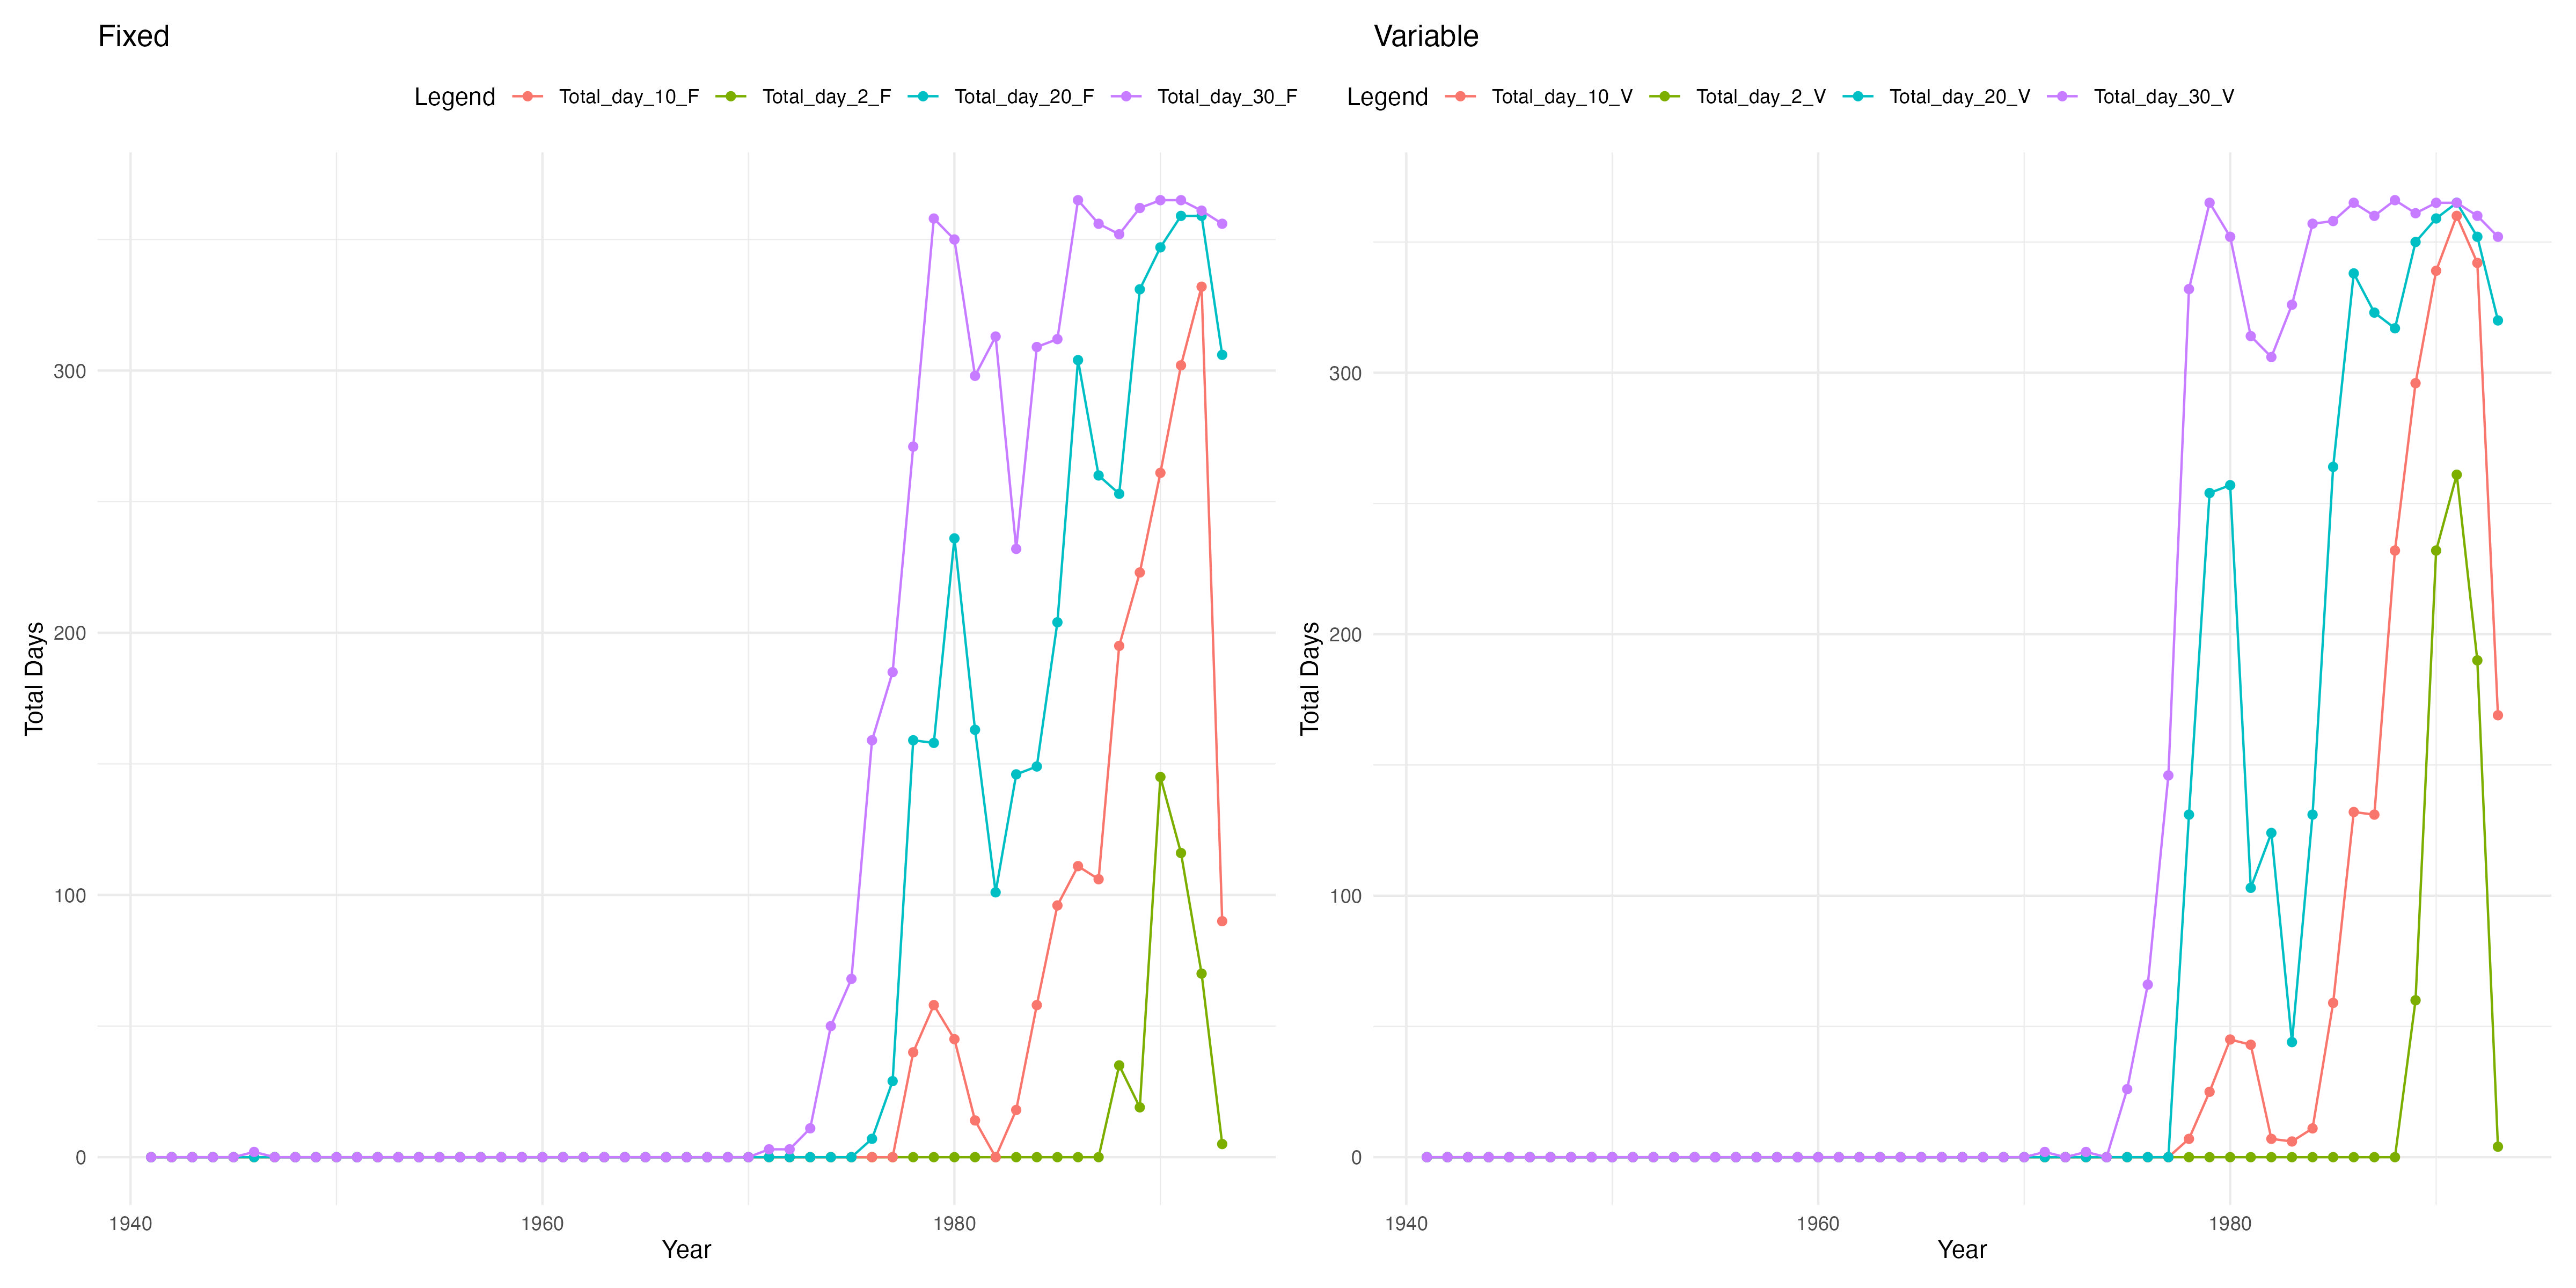 Fixed
Legend Total_day_10_F Total_day_2_F Total_day_20_F Total_day_30_F
300
200
100
0
Total Days
1940 1960 1980
Year
Variable
Legend Total_day_10_V Total_day_2_V Total_day_20_V Total_day_30_V
300
200
100
0
Total Days
1940 1960 1980
Year